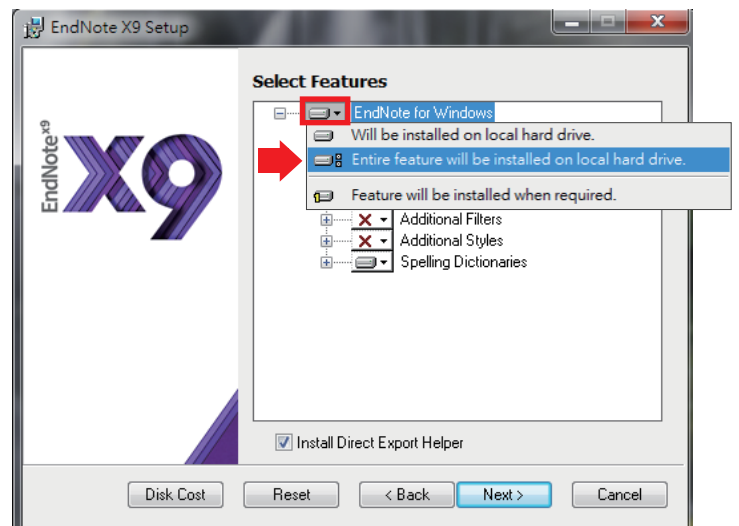 EndNote X9 Setup
Select Features
EndNote for Windows
Will be installed on local hard drive.
Entire feature will be installed on local hard drive.
Feature will be installed when required.
Additional Filters
Additional Styles
Spelling Dictionaries
EndNote x9
X9
Install Direct Export Helper
Disk Cost
Reset
< Back
Next >
Cancel